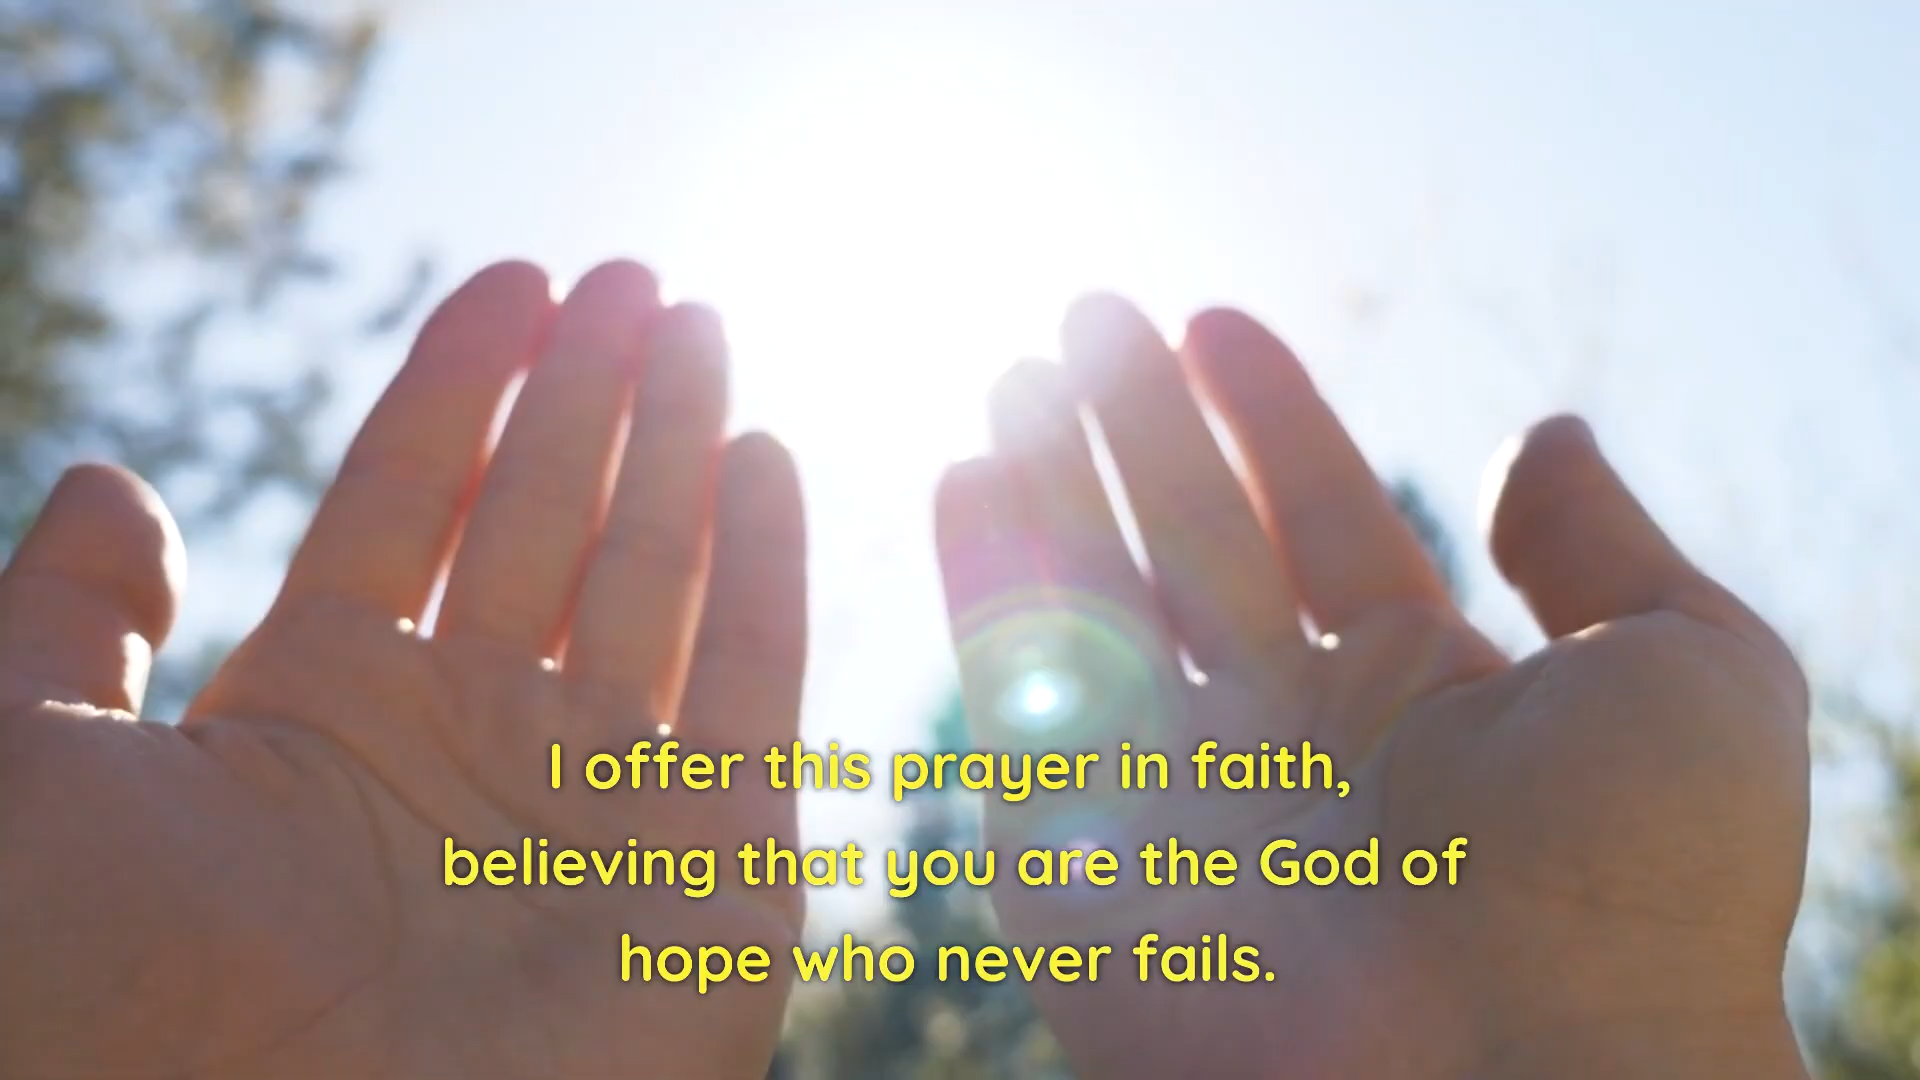 I offer this prayer in faith,
believing that you are the God of
hope who never fails.